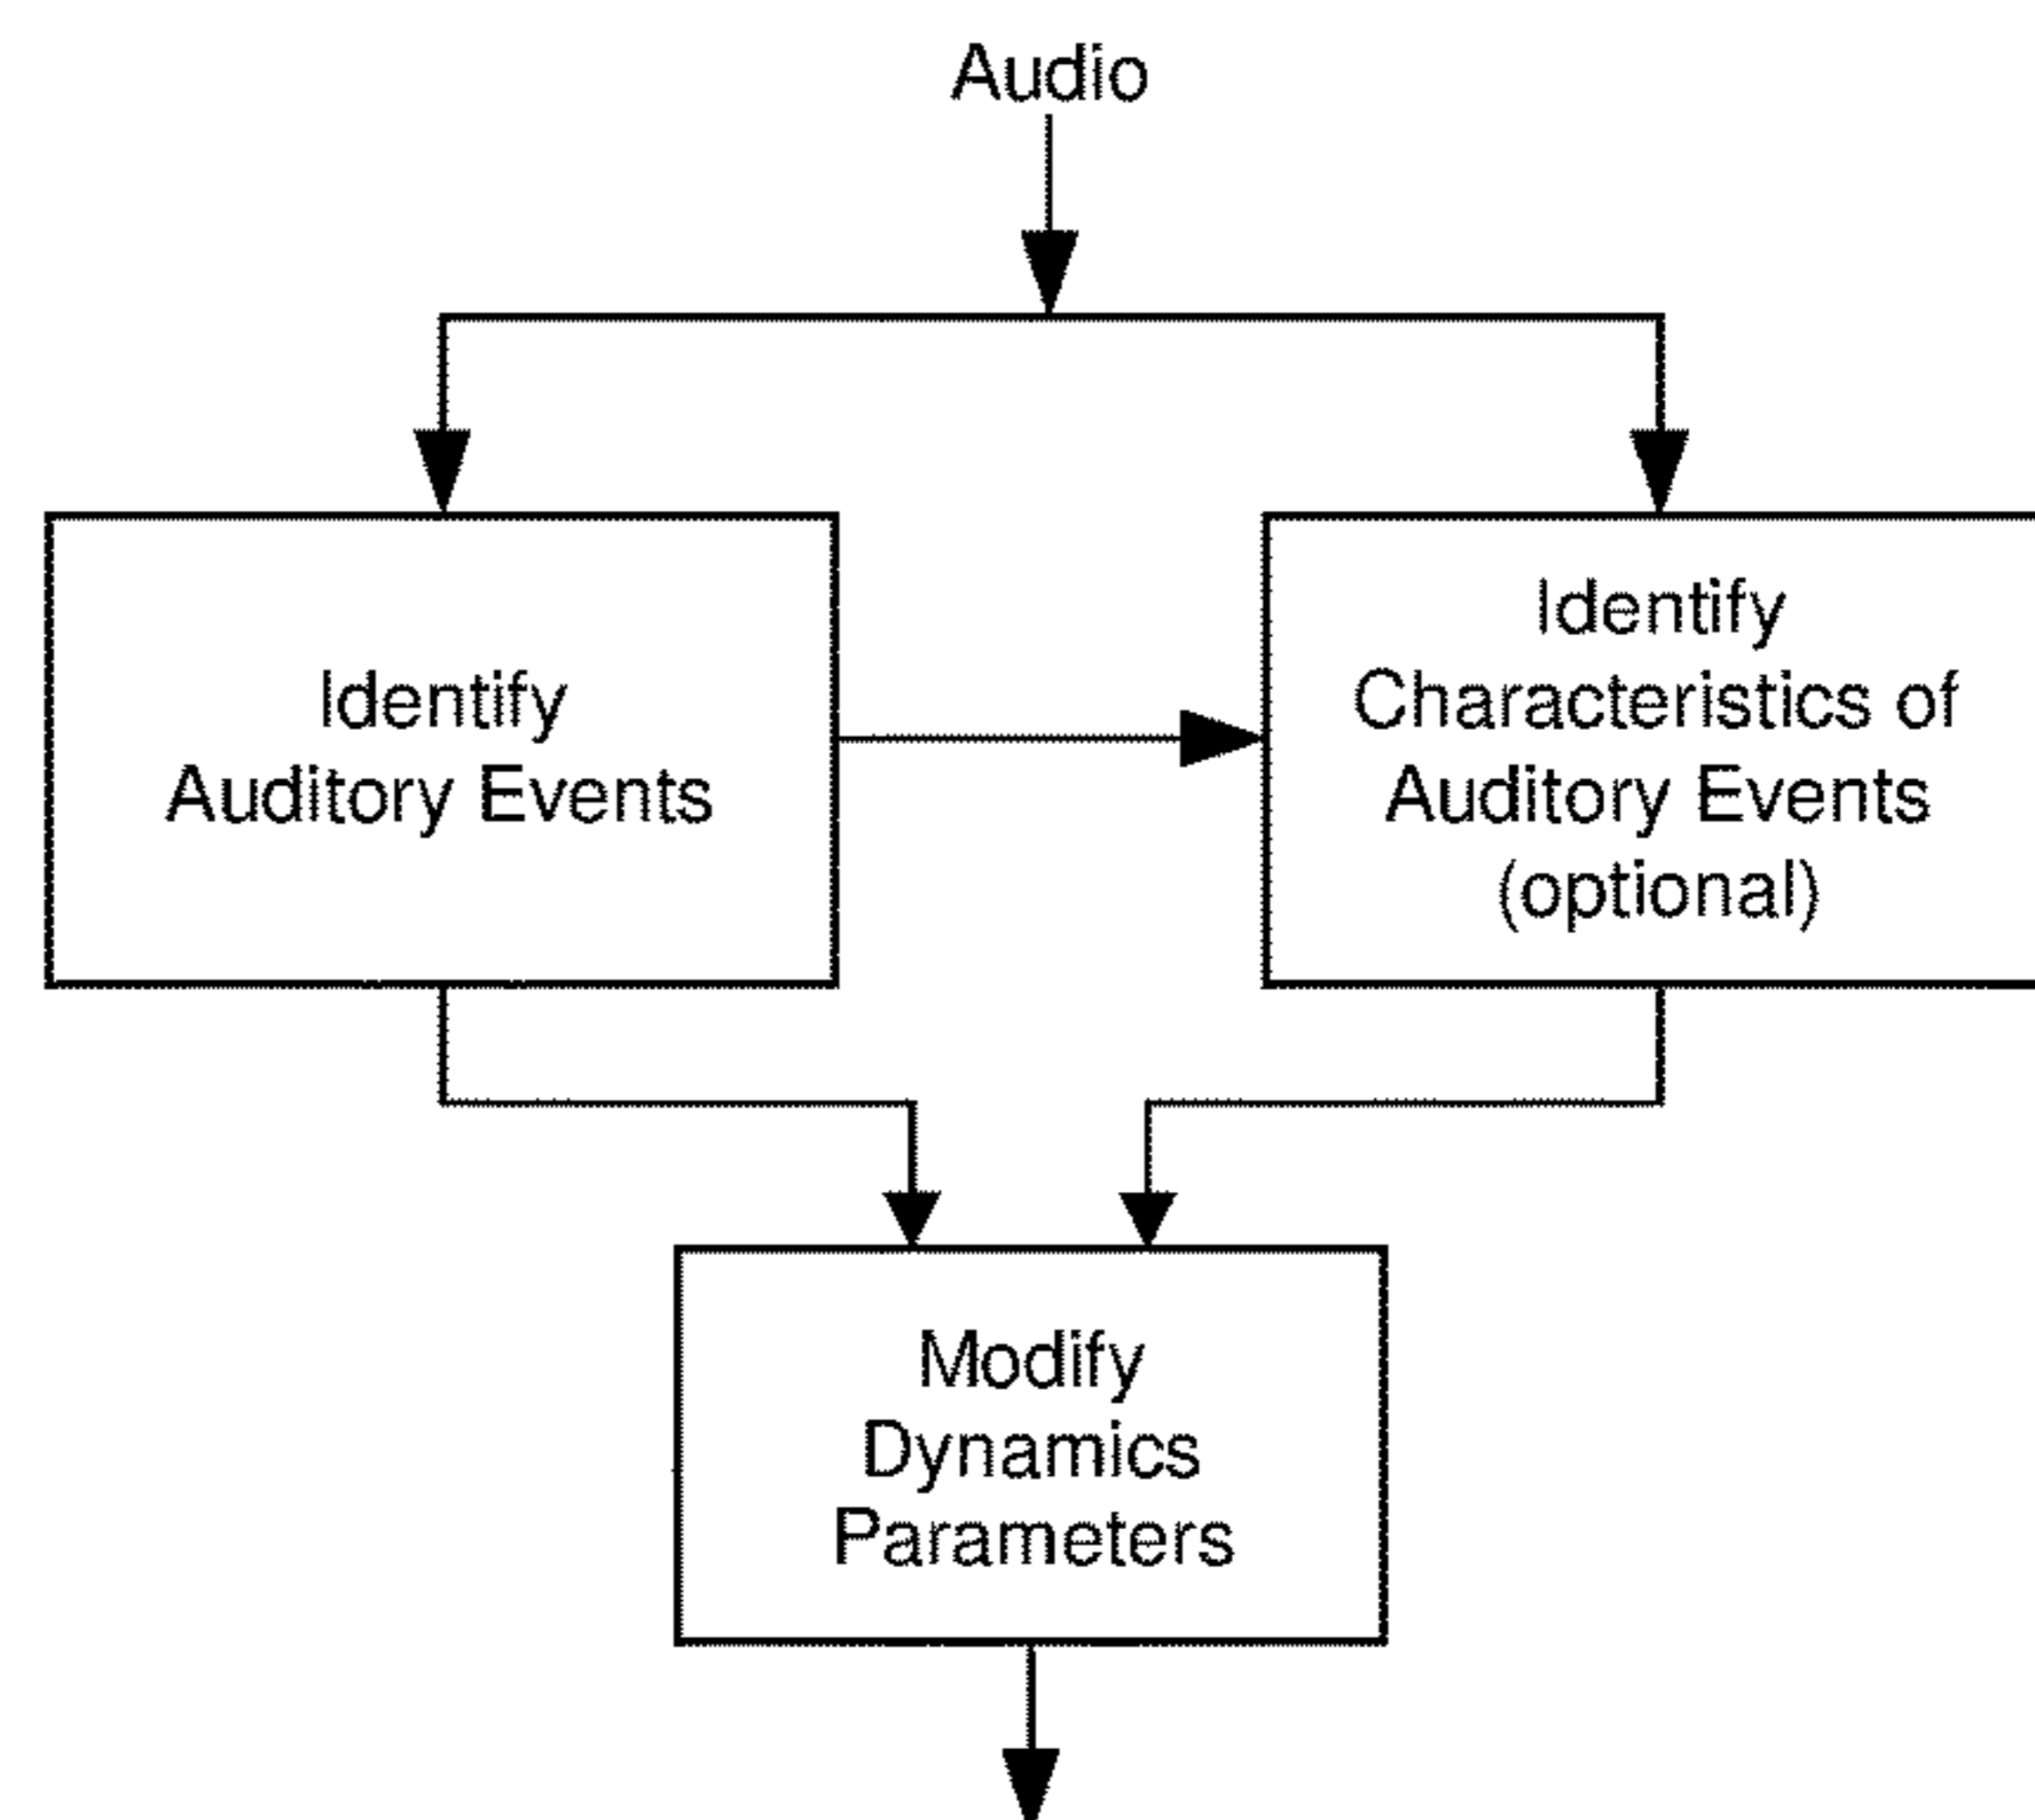 Audio
Identify
Auditory Events
Identify
Characteristics of
Auditory Events
(optional)
Modify
Dynamics
Parameters